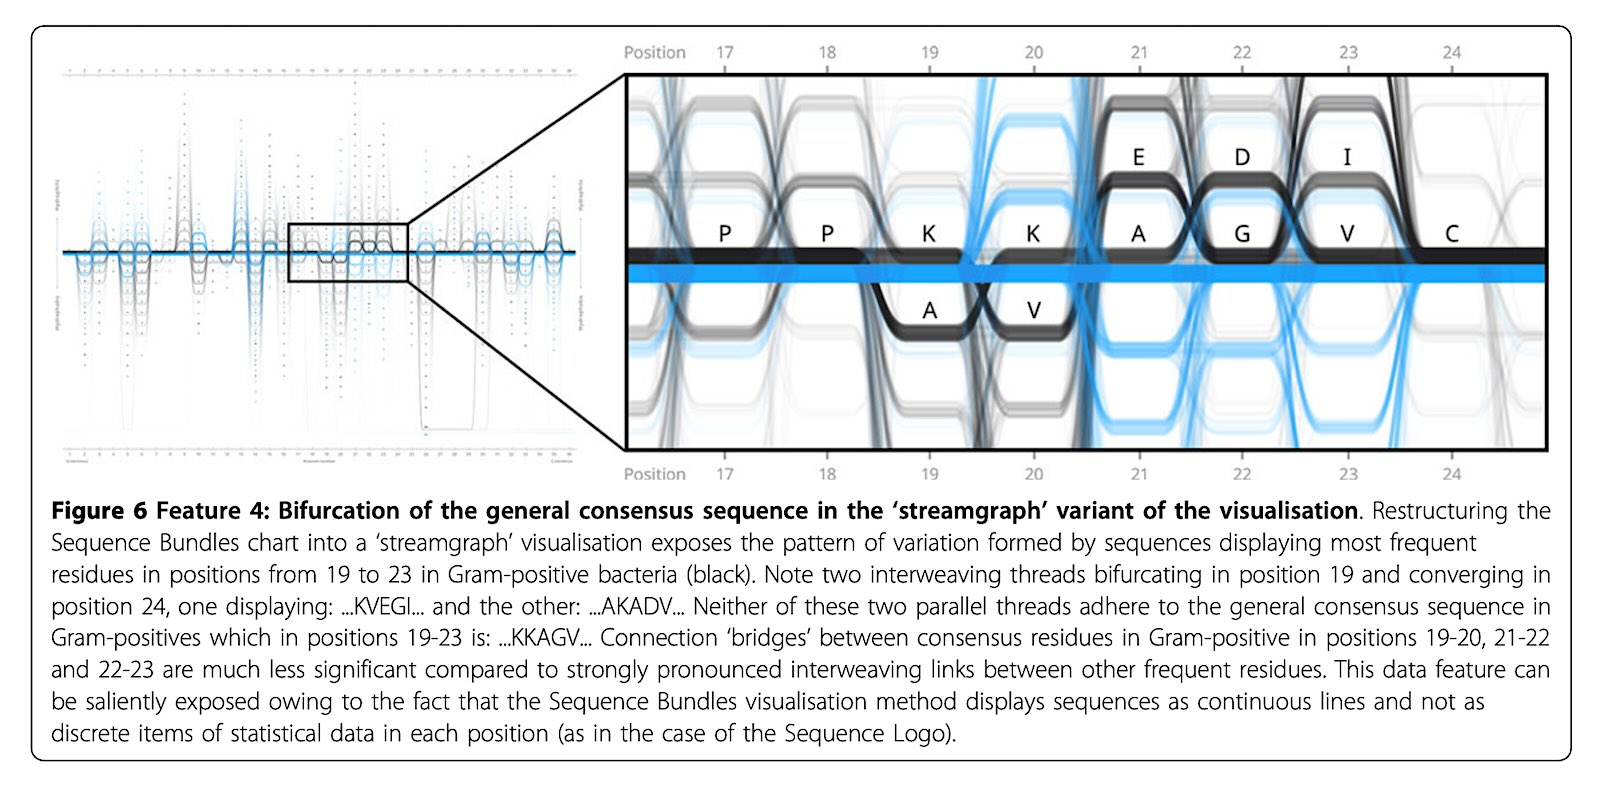 Position 17 18 19 20 21 22 23 24
E D I
P P K K A G V C
A V
Position 17 18 19 20 21 22 23 24
Figure 6 Feature 4: Bifurcation of the general consensus sequence in the ‘streamgraph’ variant of the visualisation. Restructuring the
Sequence Bundles chart into a ‘streamgraph’ visualisation exposes the pattern of variation formed by sequences displaying most frequent
residues in positions from 19 to 23 in Gram-positive bacteria (black). Note two interweaving threads bifurcating in position 19 and converging in
position 24, one displaying: ...KVEGI... and the other: ...AKADV... Neither of these two parallel threads adhere to the general consensus sequence in
Gram-positives which in positions 19-23 is: ...KKAGV... Connection ‘bridges’ between consensus residues in Gram-positive in positions 19-20, 21-22
and 22-23 are much less significant compared to strongly pronounced interweaving links between other frequent residues. This data feature can
be saliently exposed owing to the fact that the Sequence Bundles visualisation method displays sequences as continuous lines and not as
discrete items of statistical data in each position (as in the case of the Sequence Logo).